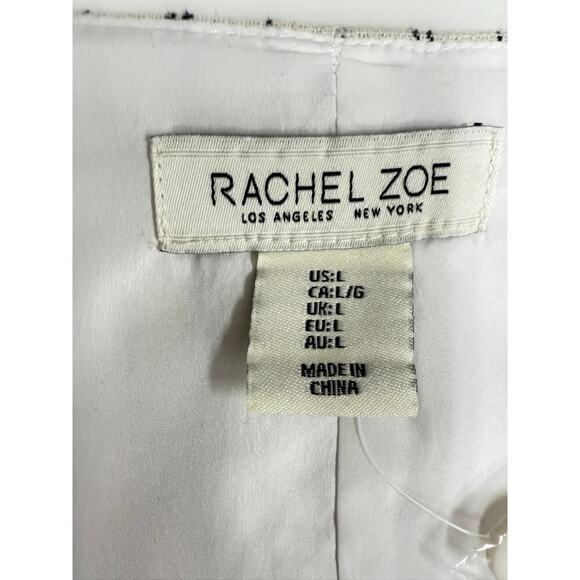 RACHEL ZOE
LOS ANGELES NEW YORK
US:L
CA:L/G
UK:L
EU:L
AU:L
MADE IN
CHINA